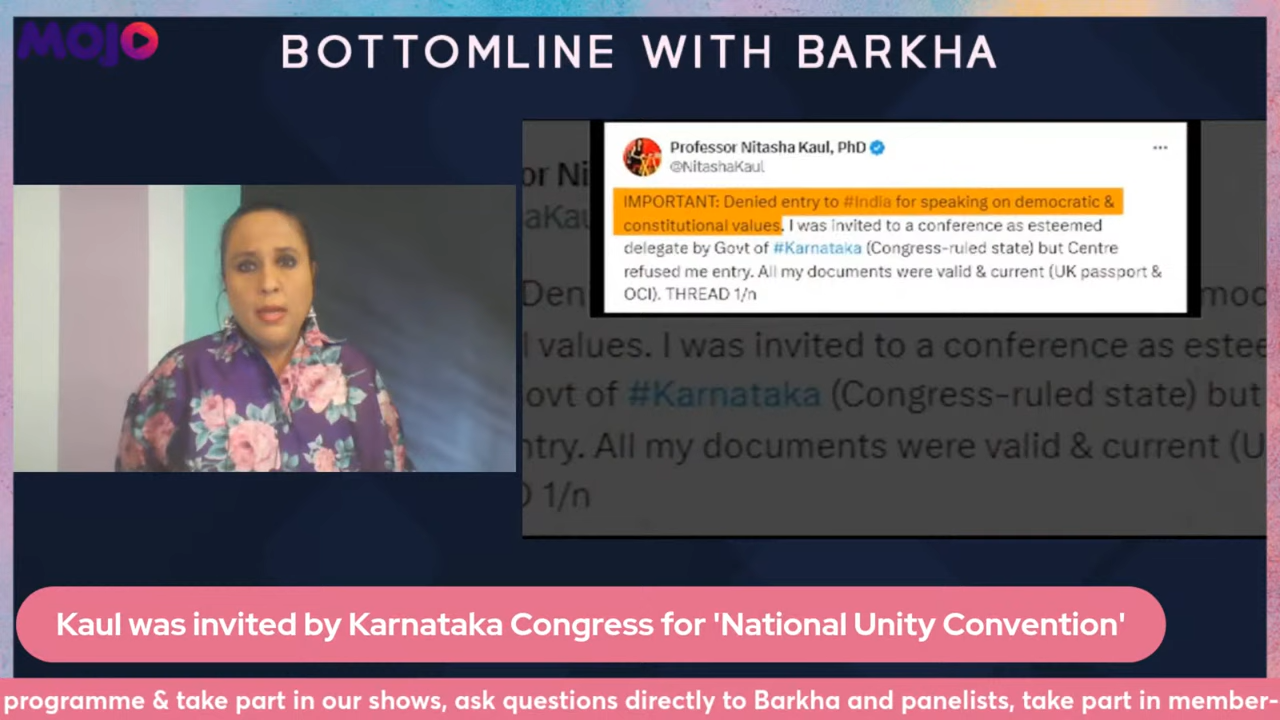 MOJO
BOTTOMLINE WITH BARKHA
Professor Nitasha Kaul, PhD
@NitashaKaul
IMPORTANT: Denied entry to #India for speaking on democratic &
constitutional values. I was invited to a conference as esteemed
delegate by Govt of #Karnataka (Congress-ruled state) but Centre
refused me entry. All my documents were valid & current (UK passport &
OCI). THREAD 1/n
or Ni
aKau
Deni
moc
l values. I was invited to a conference as estee
ovt of #Karnataka (Congress-ruled state) but
ntry. All my documents were valid & current (U
D 1/n
Kaul was invited by Karnataka Congress for 'National Unity Convention'
programme & take part in our shows, ask questions directly to Barkha and panelists, take part in member-